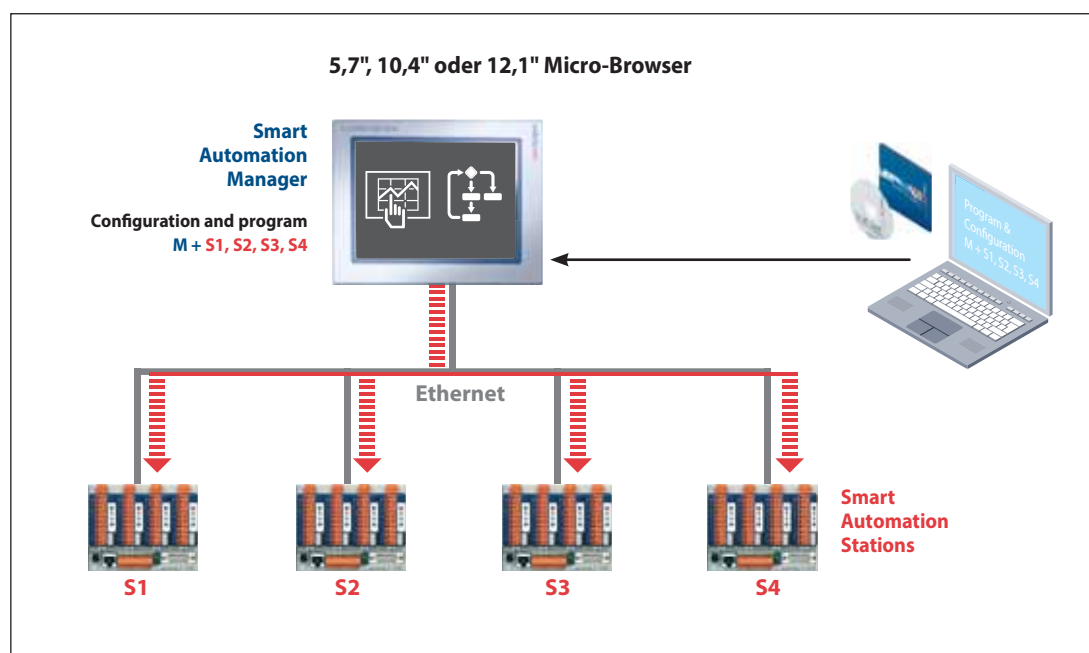 5,7", 10,4" oder 12,1" Micro-Browser
Smart
Automation
Manager
Configuration and program
M + S1, S2, S3, S4
Program &
Configuration
M + S1, S2, S3, S4
Ethernet
Smart
Automation
Stations
S1
S2
S3
S4